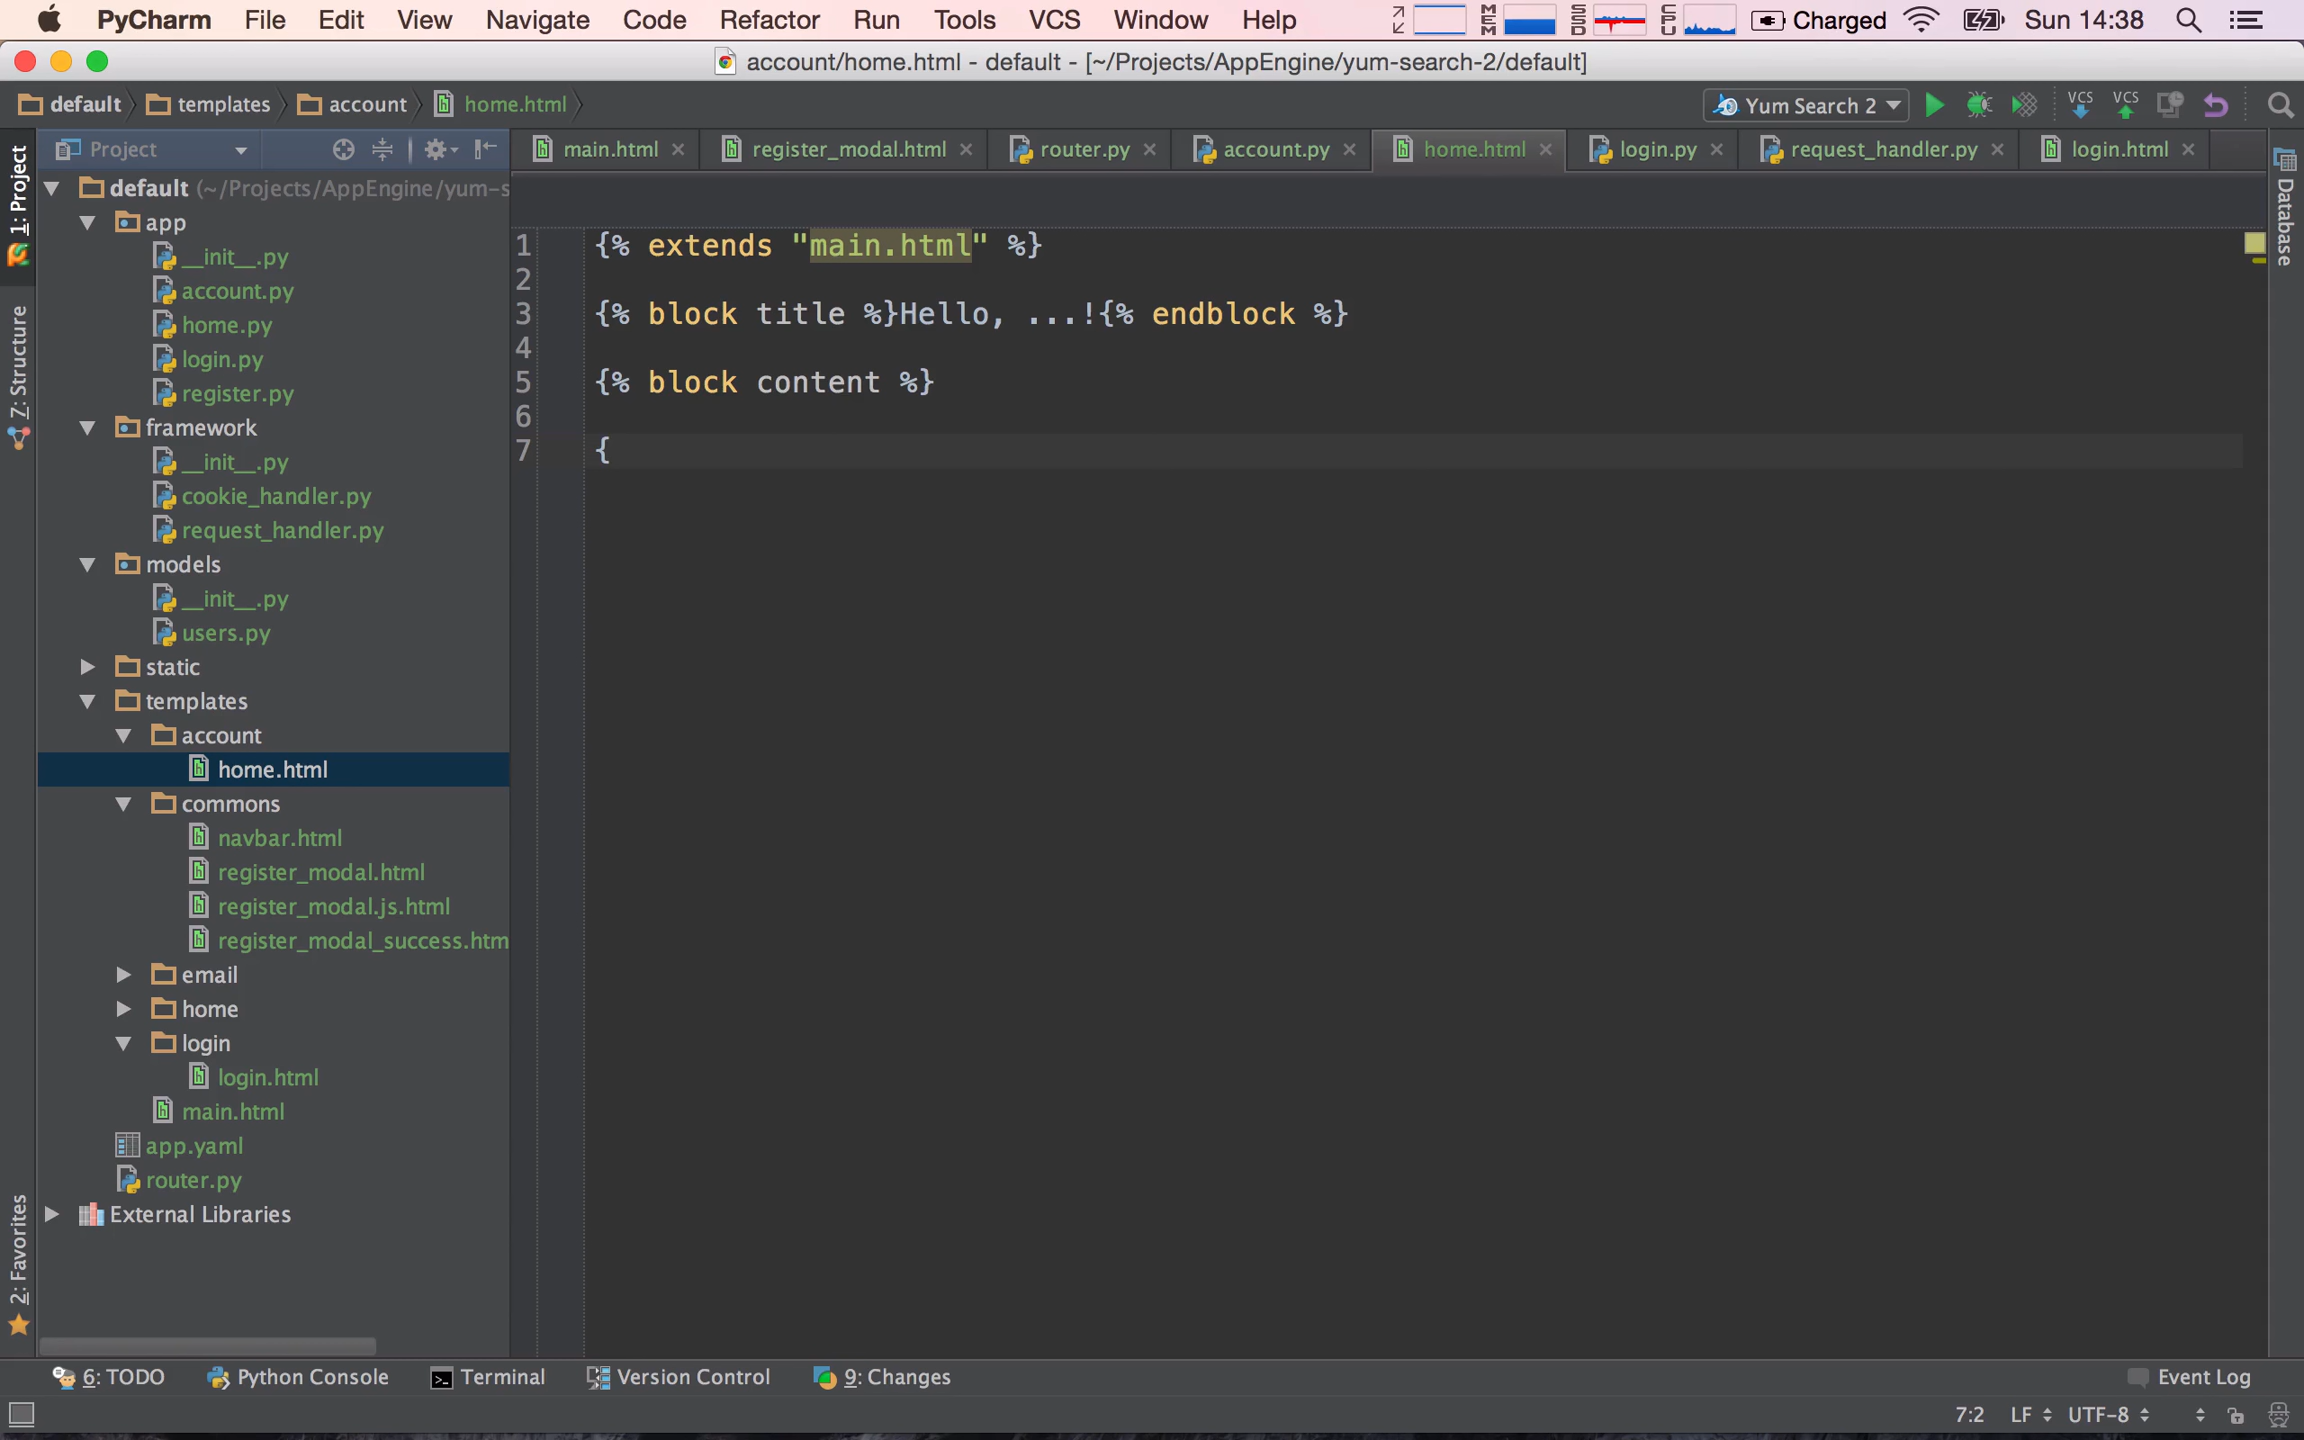 PyCharm File Edit View Navigate Code Refactor Run Tools VCS Window Help MEM SSD CPU Charged Sun 14:38
account/home.html - default - [~/Projects/AppEngine/yum-search-2/default]
default templates account home.html Yum Search 2 VCS VCS
Project main.html register_modal.html router.py account.py home.html login.py request_handler.py login.html
1: Project
7: Structure
2: Favorites
Database
default (~/Projects/AppEngine/yum-s
app
__init__.py
account.py
home.py
login.py
register.py
framework
__init__.py
cookie_handler.py
request_handler.py
models
__init__.py
users.py
static
templates
account
home.html
commons
navbar.html
register_modal.html
register_modal.js.html
register_modal_success.htm
email
home
login
login.html
main.html
app.yaml
router.py
External Libraries
1 {% extends "main.html" %}
2
3 {% block title %}Hello, ...!{% endblock %}
4
5 {% block content %}
6
7 {
6: TODO Python Console Terminal Version Control 9: Changes Event Log
7:2 LF UTF-8